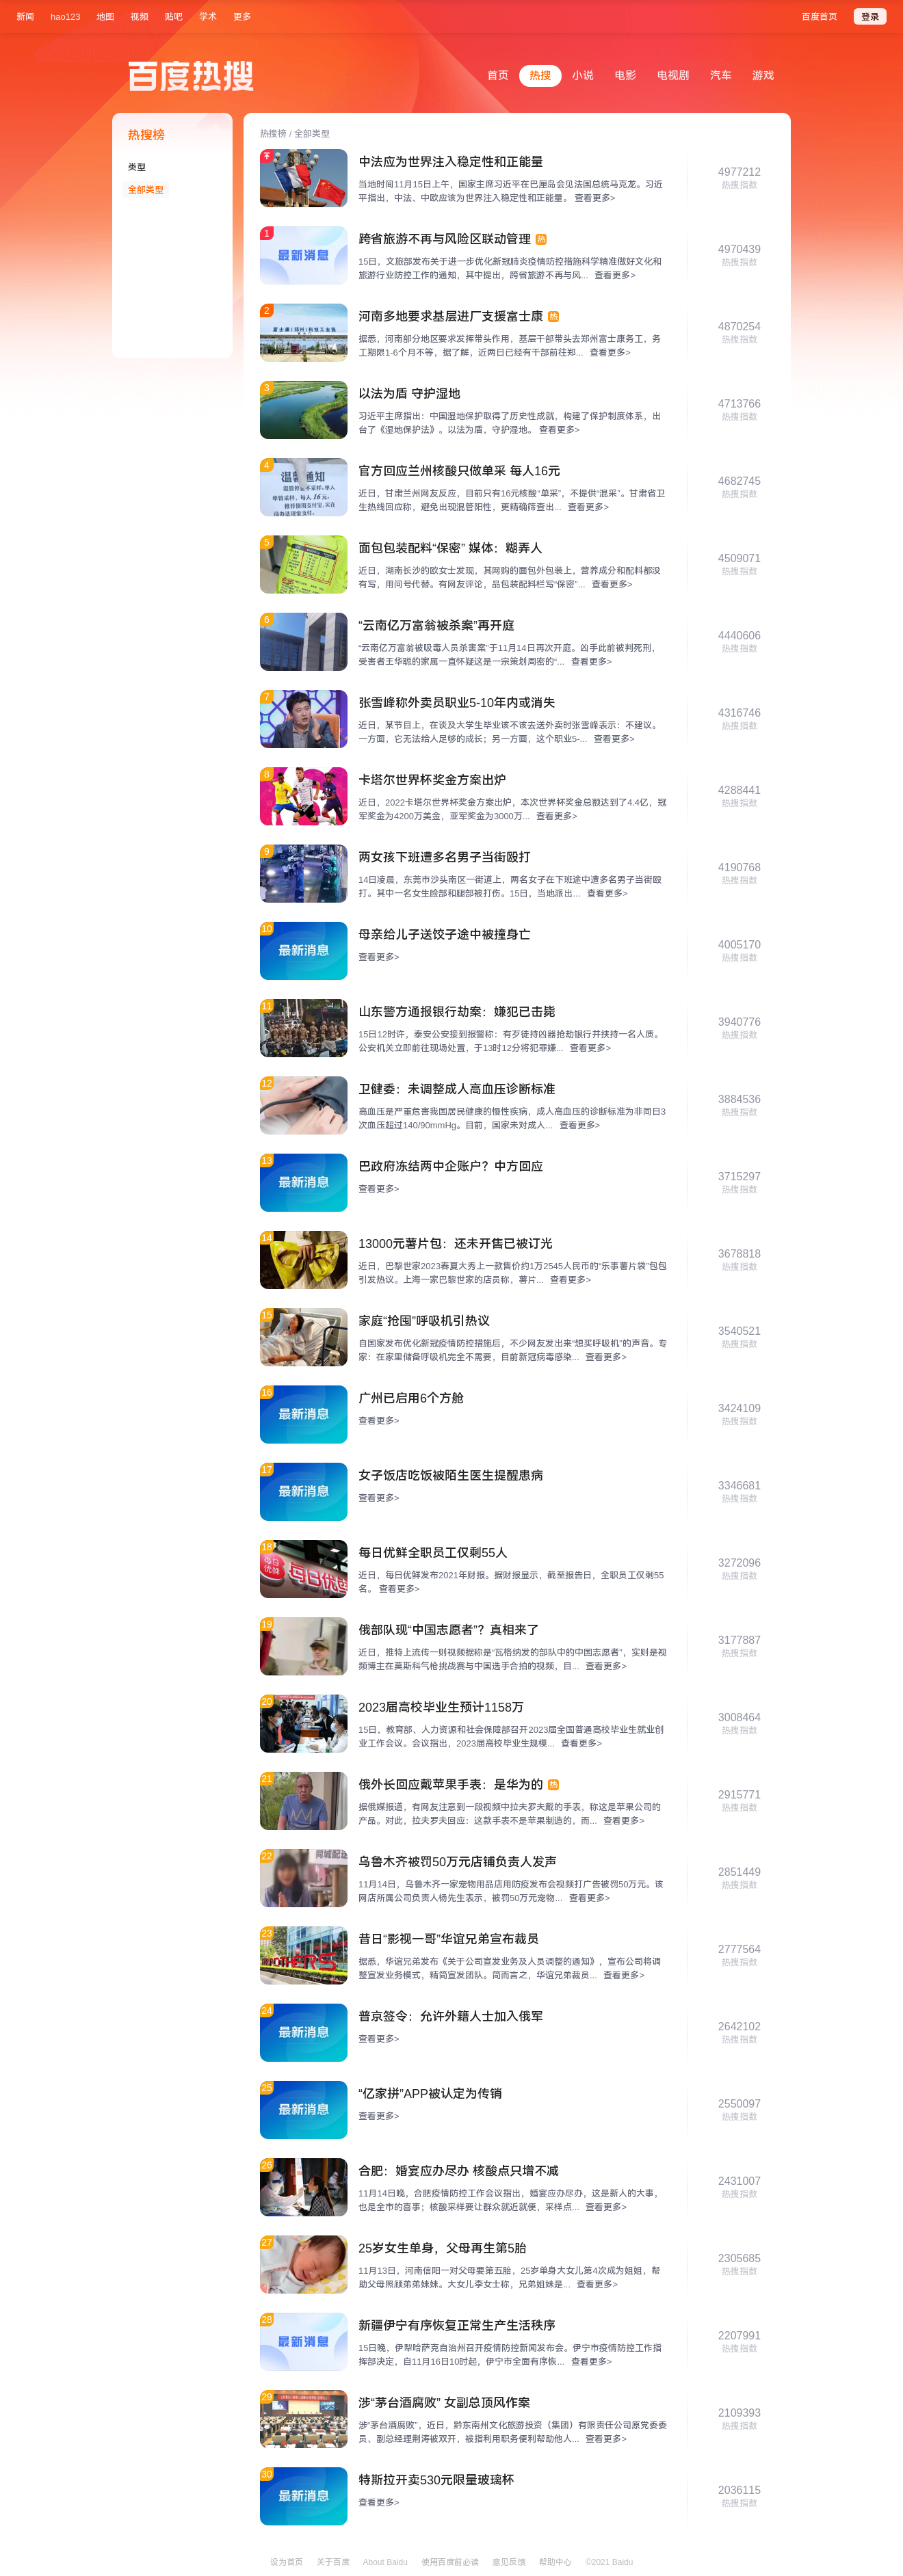 新闻 hao123 地图 视频 贴吧 学术 更多 百度首页 登录
百度热搜 首页 热搜 小说 电影 电视剧 汽车 游戏
热搜榜
类型
全部类型
热搜榜 / 全部类型
中法应为世界注入稳定性和正能量
当地时间11月15日上午，国家主席习近平在巴厘岛会见法国总统马克龙。习近
平指出，中法、中欧应该为世界注入稳定性和正能量。 查看更多>
4977212
热搜指数
1
最新消息
跨省旅游不再与风险区联动管理 热
15日，文旅部发布关于进一步优化新冠肺炎疫情防控措施科学精准做好文化和
旅游行业防控工作的通知，其中提出，跨省旅游不再与风... 查看更多>
4970439
热搜指数
2
河南多地要求基层进厂支援富士康 热
据悉，河南部分地区要求发挥带头作用，基层干部带头去郑州富士康务工，务
工期限1-6个月不等，据了解，近两日已经有干部前往郑... 查看更多>
4870254
热搜指数
3
以法为盾 守护湿地
习近平主席指出：中国湿地保护取得了历史性成就，构建了保护制度体系，出
台了《湿地保护法》。以法为盾，守护湿地。 查看更多>
4713766
热搜指数
4
温馨通知
官方回应兰州核酸只做单采 每人16元
近日，甘肃兰州网友反应，目前只有16元核酸“单采”，不提供“混采”。甘肃省卫
生热线回应称，避免出现混管阳性，更精确筛查出... 查看更多>
4682745
热搜指数
5
面包包装配料“保密” 媒体：糊弄人
近日，湖南长沙的欧女士发现，其网购的面包外包装上，营养成分和配料都没
有写，用问号代替。有网友评论，品包装配料栏写“保密”... 查看更多>
4509071
热搜指数
6
“云南亿万富翁被杀案”再开庭
“云南亿万富翁被吸毒人员杀害案”于11月14日再次开庭。凶手此前被判死刑，
受害者王华聪的家属一直怀疑这是一宗策划周密的“... 查看更多>
4440606
热搜指数
7
张雪峰称外卖员职业5-10年内或消失
近日，某节目上，在谈及大学生毕业该不该去送外卖时张雪峰表示：不建议。
一方面，它无法给人足够的成长；另一方面，这个职业5-... 查看更多>
4316746
热搜指数
8
卡塔尔世界杯奖金方案出炉
近日，2022卡塔尔世界杯奖金方案出炉，本次世界杯奖金总额达到了4.4亿，冠
军奖金为4200万美金，亚军奖金为3000万... 查看更多>
4288441
热搜指数
9
两女孩下班遭多名男子当街殴打
14日凌晨，东莞市沙头南区一街道上，两名女子在下班途中遭多名男子当街殴
打。其中一名女生脸部和腿部被打伤。15日，当地派出... 查看更多>
4190768
热搜指数
10
最新消息
母亲给儿子送饺子途中被撞身亡
查看更多>
4005170
热搜指数
11
山东警方通报银行劫案：嫌犯已击毙
15日12时许，泰安公安接到报警称：有歹徒持凶器抢劫银行并挟持一名人质。
公安机关立即前往现场处置，于13时12分将犯罪嫌... 查看更多>
3940776
热搜指数
12
卫健委：未调整成人高血压诊断标准
高血压是严重危害我国居民健康的慢性疾病，成人高血压的诊断标准为非同日3
次血压超过140/90mmHg。目前，国家未对成人... 查看更多>
3884536
热搜指数
13
最新消息
巴政府冻结两中企账户？中方回应
查看更多>
3715297
热搜指数
14
13000元薯片包：还未开售已被订光
近日，巴黎世家2023春夏大秀上一款售价约1万2545人民币的“乐事薯片袋”包包
引发热议。上海一家巴黎世家的店员称，薯片... 查看更多>
3678818
热搜指数
15
家庭“抢囤”呼吸机引热议
自国家发布优化新冠疫情防控措施后，不少网友发出来“想买呼吸机”的声音。专
家：在家里储备呼吸机完全不需要，目前新冠病毒感染... 查看更多>
3540521
热搜指数
16
最新消息
广州已启用6个方舱
查看更多>
3424109
热搜指数
17
最新消息
女子饭店吃饭被陌生医生提醒患病
查看更多>
3346681
热搜指数
18
每日优鲜全职员工仅剩55人
近日，每日优鲜发布2021年财报。据财报显示，截至报告日，全职员工仅剩55
名。 查看更多>
3272096
热搜指数
19
俄部队现“中国志愿者”？真相来了
近日，推特上流传一则视频据称是“瓦格纳发的部队中的中国志愿者”，实则是视
频博主在莫斯科气枪挑战赛与中国选手合拍的视频，目... 查看更多>
3177887
热搜指数
20
2023届高校毕业生预计1158万
15日，教育部、人力资源和社会保障部召开2023届全国普通高校毕业生就业创
业工作会议。会议指出，2023届高校毕业生规模... 查看更多>
3008464
热搜指数
21
俄外长回应戴苹果手表：是华为的 热
据俄媒报道，有网友注意到一段视频中拉夫罗夫戴的手表，称这是苹果公司的
产品。对此，拉夫罗夫回应：这款手表不是苹果制造的，而... 查看更多>
2915771
热搜指数
22
乌鲁木齐被罚50万元店铺负责人发声
11月14日，乌鲁木齐一家宠物用品店用防疫发布会视频打广告被罚50万元。该
网店所属公司负责人杨先生表示，被罚50万元宠物... 查看更多>
2851449
热搜指数
23
昔日“影视一哥”华谊兄弟宣布裁员
据悉，华谊兄弟发布《关于公司宣发业务及人员调整的通知》，宣布公司将调
整宣发业务模式，精简宣发团队。简而言之，华谊兄弟裁员... 查看更多>
2777564
热搜指数
24
最新消息
普京签令：允许外籍人士加入俄军
查看更多>
2642102
热搜指数
25
最新消息
“亿家拼”APP被认定为传销
查看更多>
2550097
热搜指数
26
合肥：婚宴应办尽办 核酸点只增不减
11月14日晚，合肥疫情防控工作会议指出，婚宴应办尽办，这是新人的大事，
也是全市的喜事；核酸采样要让群众就近就便，采样点... 查看更多>
2431007
热搜指数
27
25岁女生单身，父母再生第5胎
11月13日，河南信阳一对父母要第五胎，25岁单身大女儿第4次成为姐姐，帮
助父母照顾弟弟妹妹。大女儿李女士称，兄弟姐妹是... 查看更多>
2305685
热搜指数
28
最新消息
新疆伊宁有序恢复正常生产生活秩序
15日晚，伊犁哈萨克自治州召开疫情防控新闻发布会。伊宁市疫情防控工作指
挥部决定，自11月16日10时起，伊宁市全面有序恢... 查看更多>
2207991
热搜指数
29
涉“茅台酒腐败” 女副总顶风作案
涉“茅台酒腐败”，近日，黔东南州文化旅游投资（集团）有限责任公司原党委委
员、副总经理荆涛被双开，被指利用职务便利帮助他人... 查看更多>
2109393
热搜指数
30
最新消息
特斯拉开卖530元限量玻璃杯
查看更多>
2036115
热搜指数
设为首页 关于百度 About Baidu 使用百度前必读 意见反馈 帮助中心 ©2021 Baidu